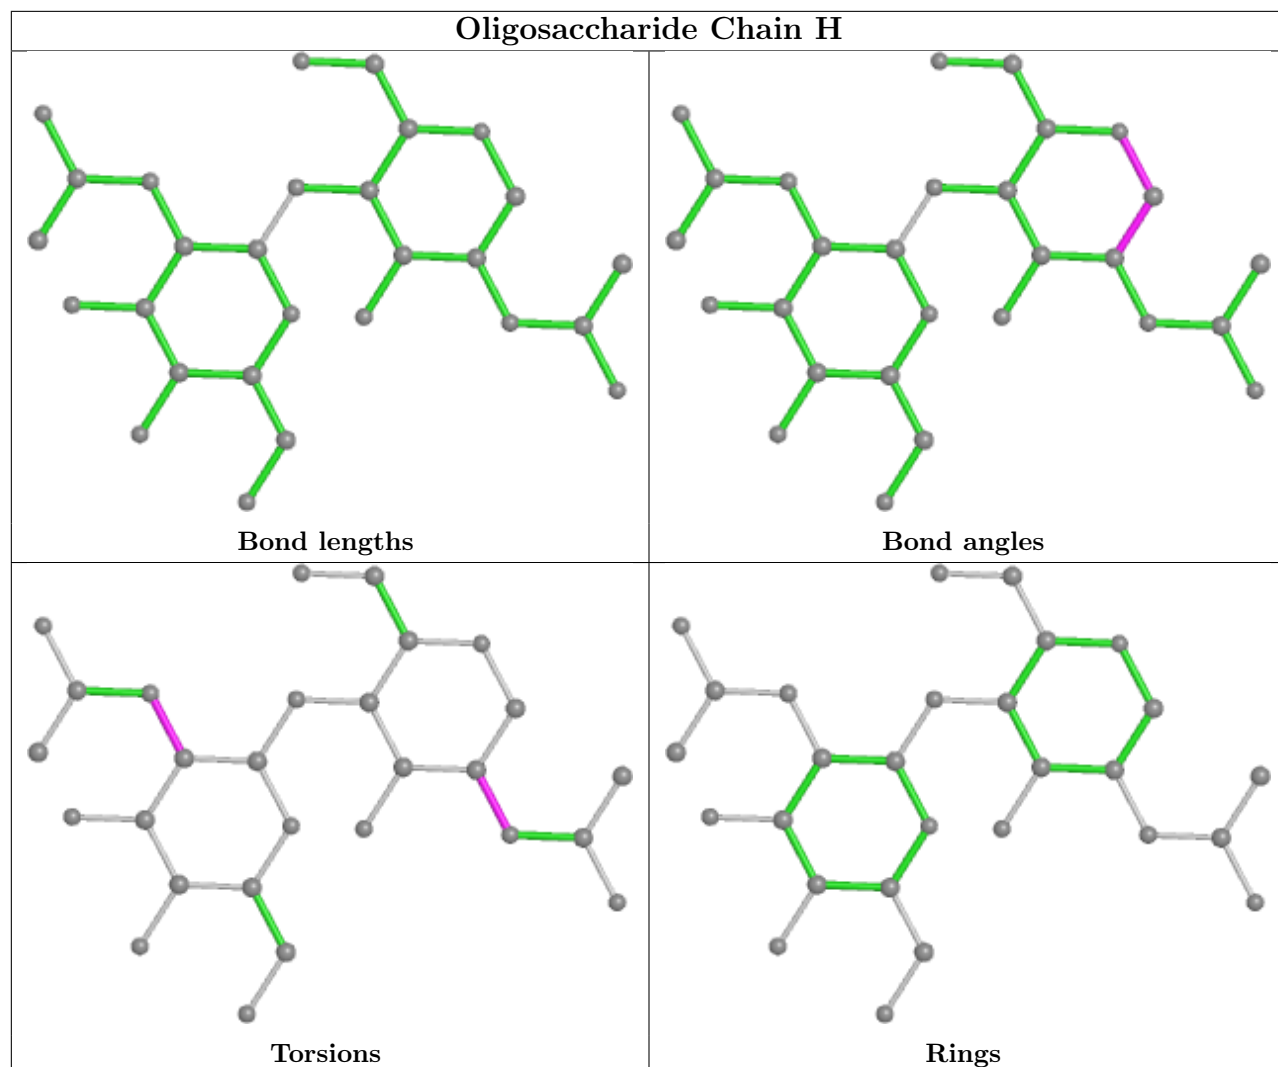 Oligosaccharide Chain H
Bond lengths
Bond angles
Torsions
Rings